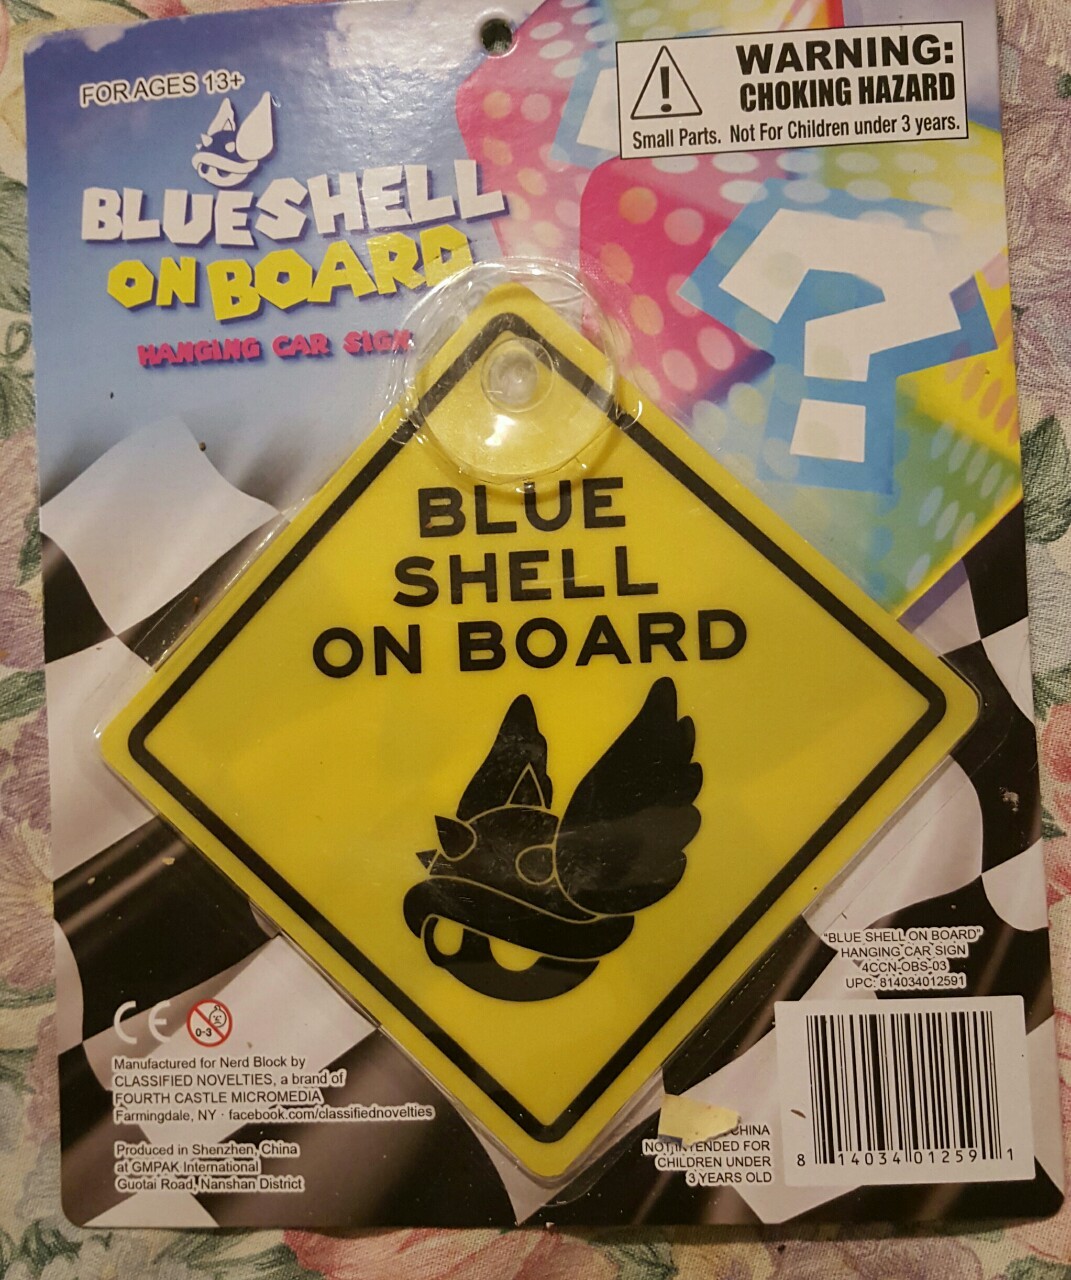 FOR AGES 13+
WARNING:
CHOKING HAZARD
Small Parts. Not For Children under 3 years.
BLUE SHELL
ON BOARD
HANGING CAR SIGN
?
BLUE
SHELL
ON BOARD
"BLUE SHELL ON BOARD"
HANGING CAR SIGN
4CCN-OBS-03
UPC: 814034012591
CE
0-3
Manufactured for Nerd Block by
CLASSIFIED NOVELTIES, a brand of
FOURTH CASTLE MICROMEDIA
Farmingdale, NY · facebook.com/classifiednovelties
Produced in Shenzhen, China
at GMPAK International
Guotai Road, Nanshan District
CHINA
NOT INTENDED FOR
CHILDREN UNDER
3 YEARS OLD
8 14034 01259 1